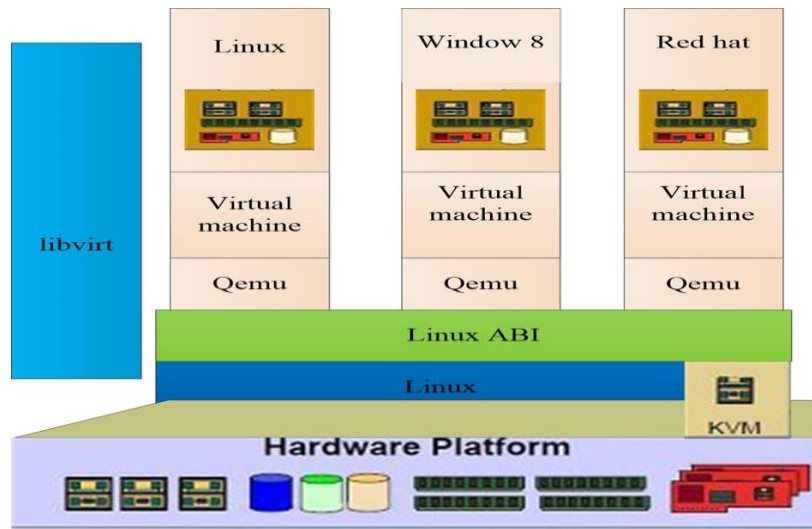 Linux
Window 8
Red hat
libvirt
Virtual
machine
Virtual
machine
Virtual
machine
Qemu
Qemu
Qemu
Linux ABI
Linux
KVM
Hardware Platform